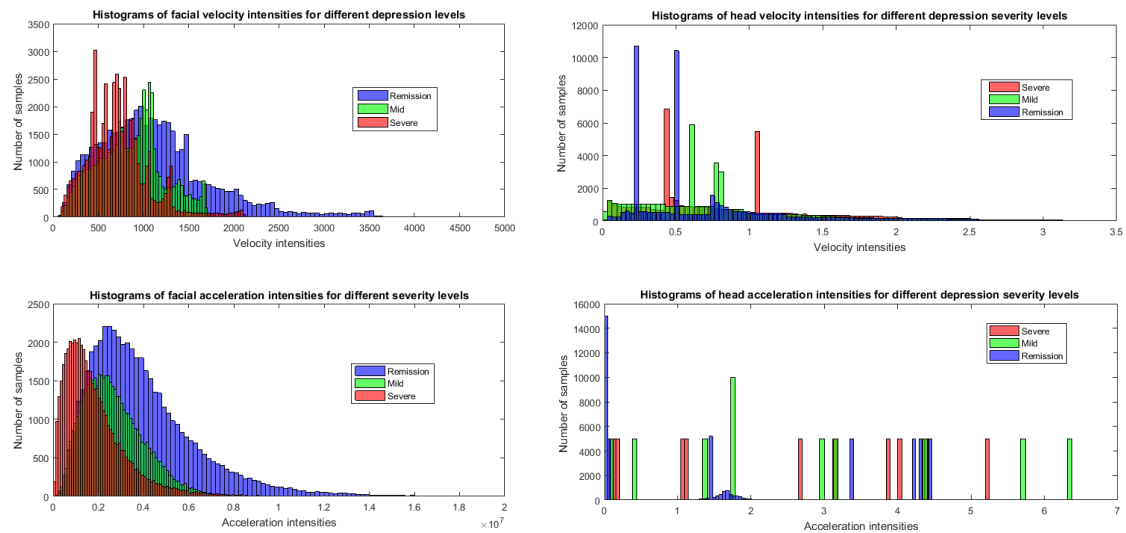 Histograms of facial velocity intensities for different depression levels
3500
3000
2500
2000
1500
1000
500
0
Number of samples
0 500 1000 1500 2000 2500 3000 3500 4000 4500 5000
Velocity intensities
Remission
Mid
Severe
Histograms of head velocity intensities for different depression severity levels
12000
10000
8000
6000
4000
2000
0
Number of samples
0 0.5 1 1.5 2 2.5 3 3.5
Velocity intensities
Severe
Mild
Remission
Histograms of facial acceleration intensities for different severity levels
2500
2000
1500
1000
500
0
Number of samples
0 0.2 0.4 0.6 0.8 1 1.2 1.4 1.6 1.8 2
Acceleration intensities
×10⁷
Remission
Mild
Severe
Histograms of head acceleration intensities for different depression severity levels
16000
14000
12000
10000
8000
6000
4000
2000
0
Number of samples
0 1 2 3 4 5 6 7
Acceleration intensities
Severe
Mild
Remission